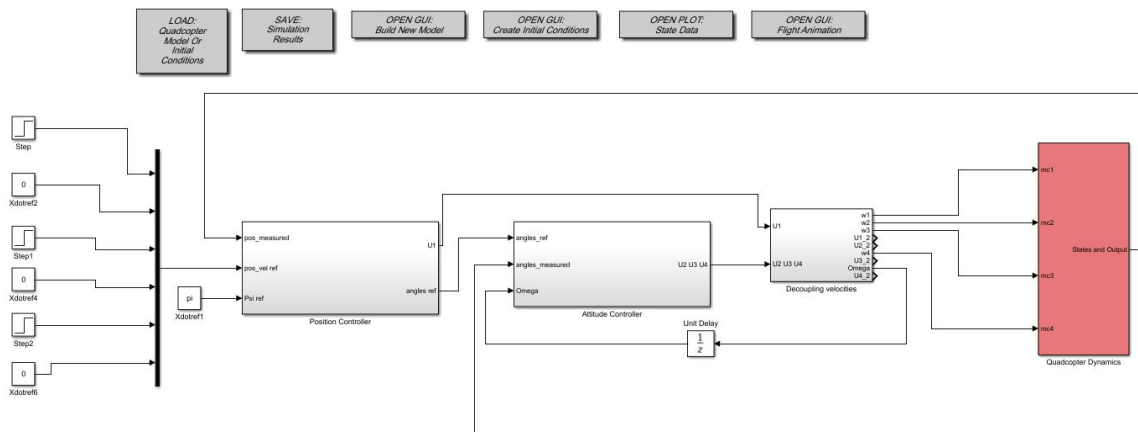 LOAD:
Quadcopter
Model Or
Initial
Conditions
SAVE:
Simulation
Results
OPEN GUI:
Build New Model
OPEN GUI:
Create Initial Conditions
OPEN PLOT:
State Data
OPEN GUI:
Flight Animation
Step
0
Xdotref2
Step1
0
Xdotref4
Step2
0
Xdotref6
pi
Xdotref1
pos_measured
pos_vel ref
Psi ref
U1
angles ref
Position Controller
angles_ref
angles_measured
Omega
U2 U3 U4
Attitude Controller
Unit Delay
1
z
U1
U2 U3 U4
w1
w2
w3
U1_2
U2_2
w4
U3_2
Omega
U4_2
Decoupling velocities
mc1
mc2
mc3
mc4
States and Output
Quadcopter Dynamics